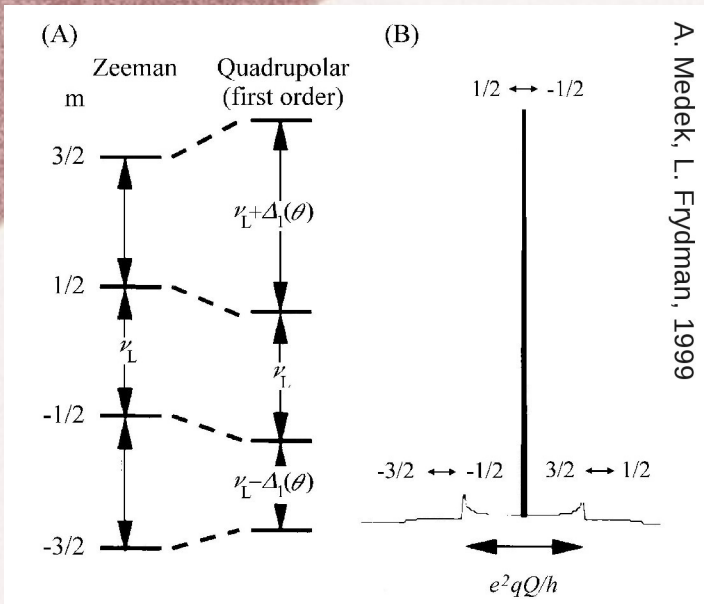 (A)
Zeeman
Quadrupolar
(first order)
m
3/2
1/2
-1/2
-3/2
νL
νL+Δ1(θ)
νL
νL−Δ1(θ)
(B)
1/2 ↔ -1/2
-3/2 ↔ -1/2
3/2 ↔ 1/2
e²qQ/h
A. Medek, L. Frydman, 1999